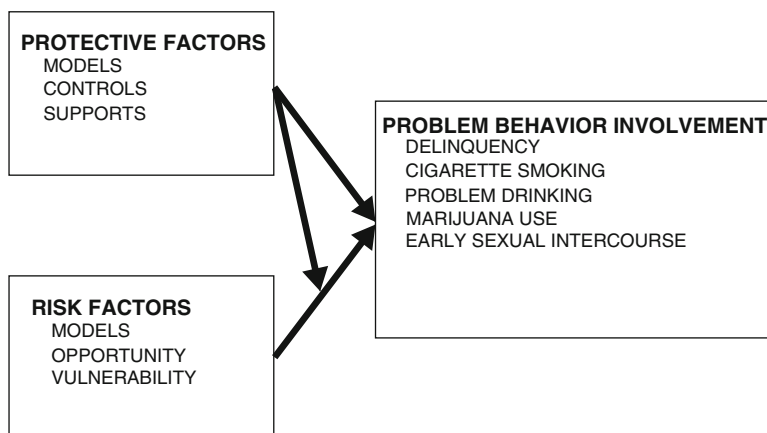 PROTECTIVE FACTORS
MODELS
CONTROLS
SUPPORTS
PROBLEM BEHAVIOR INVOLVEMENT
DELINQUENCY
CIGARETTE SMOKING
PROBLEM DRINKING
MARIJUANA USE
EARLY SEXUAL INTERCOURSE
RISK FACTORS
MODELS
OPPORTUNITY
VULNERABILITY